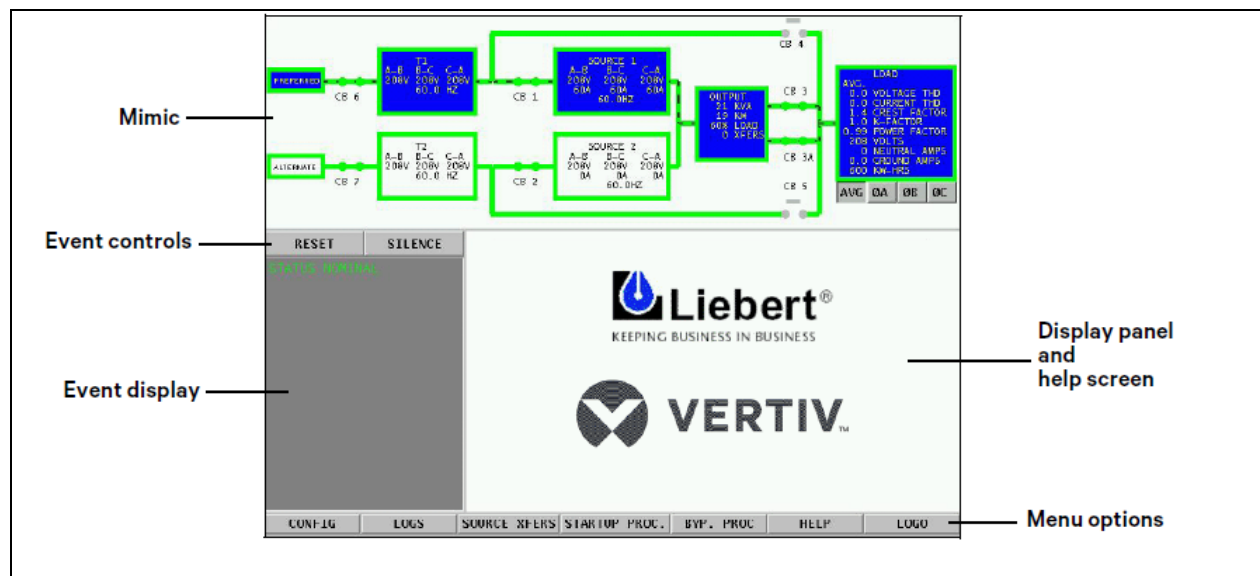 CB 4
T1
A-B B-C C-A
208V 208V 208V
60.0 HZ
SOURCE 1
A-B B-C C-A
208V 208V 208V
60A 60A 60A
60.0HZ
PREFERRED
CB 6
CB 1
OUTPUT
21 KVA
19 KW
60% LOAD
0 XFERS
CB 3
LOAD
AVG.
0.0 VOLTAGE THD
0.0 CURRENT THD
1.4 CREST FACTOR
1.0 K-FACTOR
0.99 POWER FACTOR
208 VOLTS
0 NEUTRAL AMPS
0.0 GROUND AMPS
600 KW-HRS
Mimic
T2
A-B B-C C-A
208V 208V 208V
60.0 HZ
SOURCE 2
A-B B-C C-A
208V 208V 208V
0A 0A 0A
60.0HZ
ALTERNATE
CB 7
CB 2
CB 3A
CB 5
AVG ØA ØB ØC
Event controls
RESET SILENCE
STATUS NOMINAL
Liebert®
KEEPING BUSINESS IN BUSINESS
Display panel
and
help screen
Event display
VERTIV™
CONFIG LOGS SOURCE XFERS STARTUP PROC. BYP. PROC HELP LOGO
Menu options